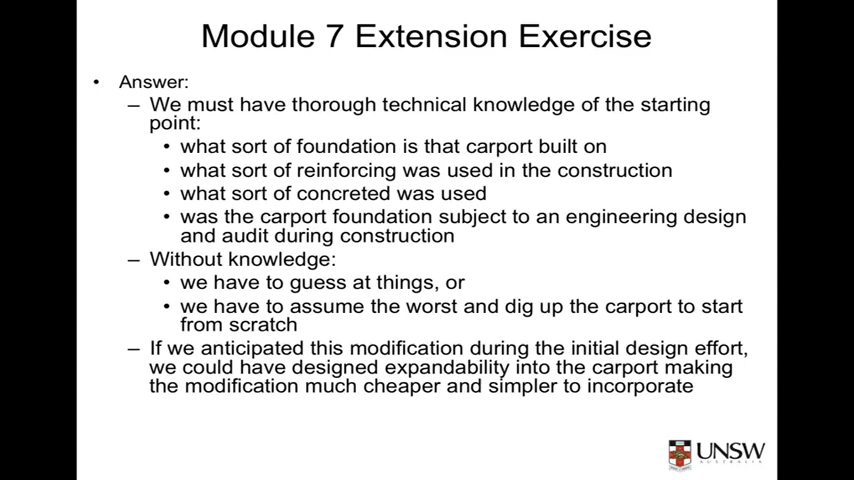 Module 7 Extension Exercise
• Answer:
– We must have thorough technical knowledge of the starting
point:
• what sort of foundation is that carport built on
• what sort of reinforcing was used in the construction
• what sort of concreted was used
• was the carport foundation subject to an engineering design
and audit during construction
– Without knowledge:
• we have to guess at things, or
• we have to assume the worst and dig up the carport to start
from scratch
– If we anticipated this modification during the initial design effort,
we could have designed expandability into the carport making
the modification much cheaper and simpler to incorporate
UNSW
AUSTRALIA